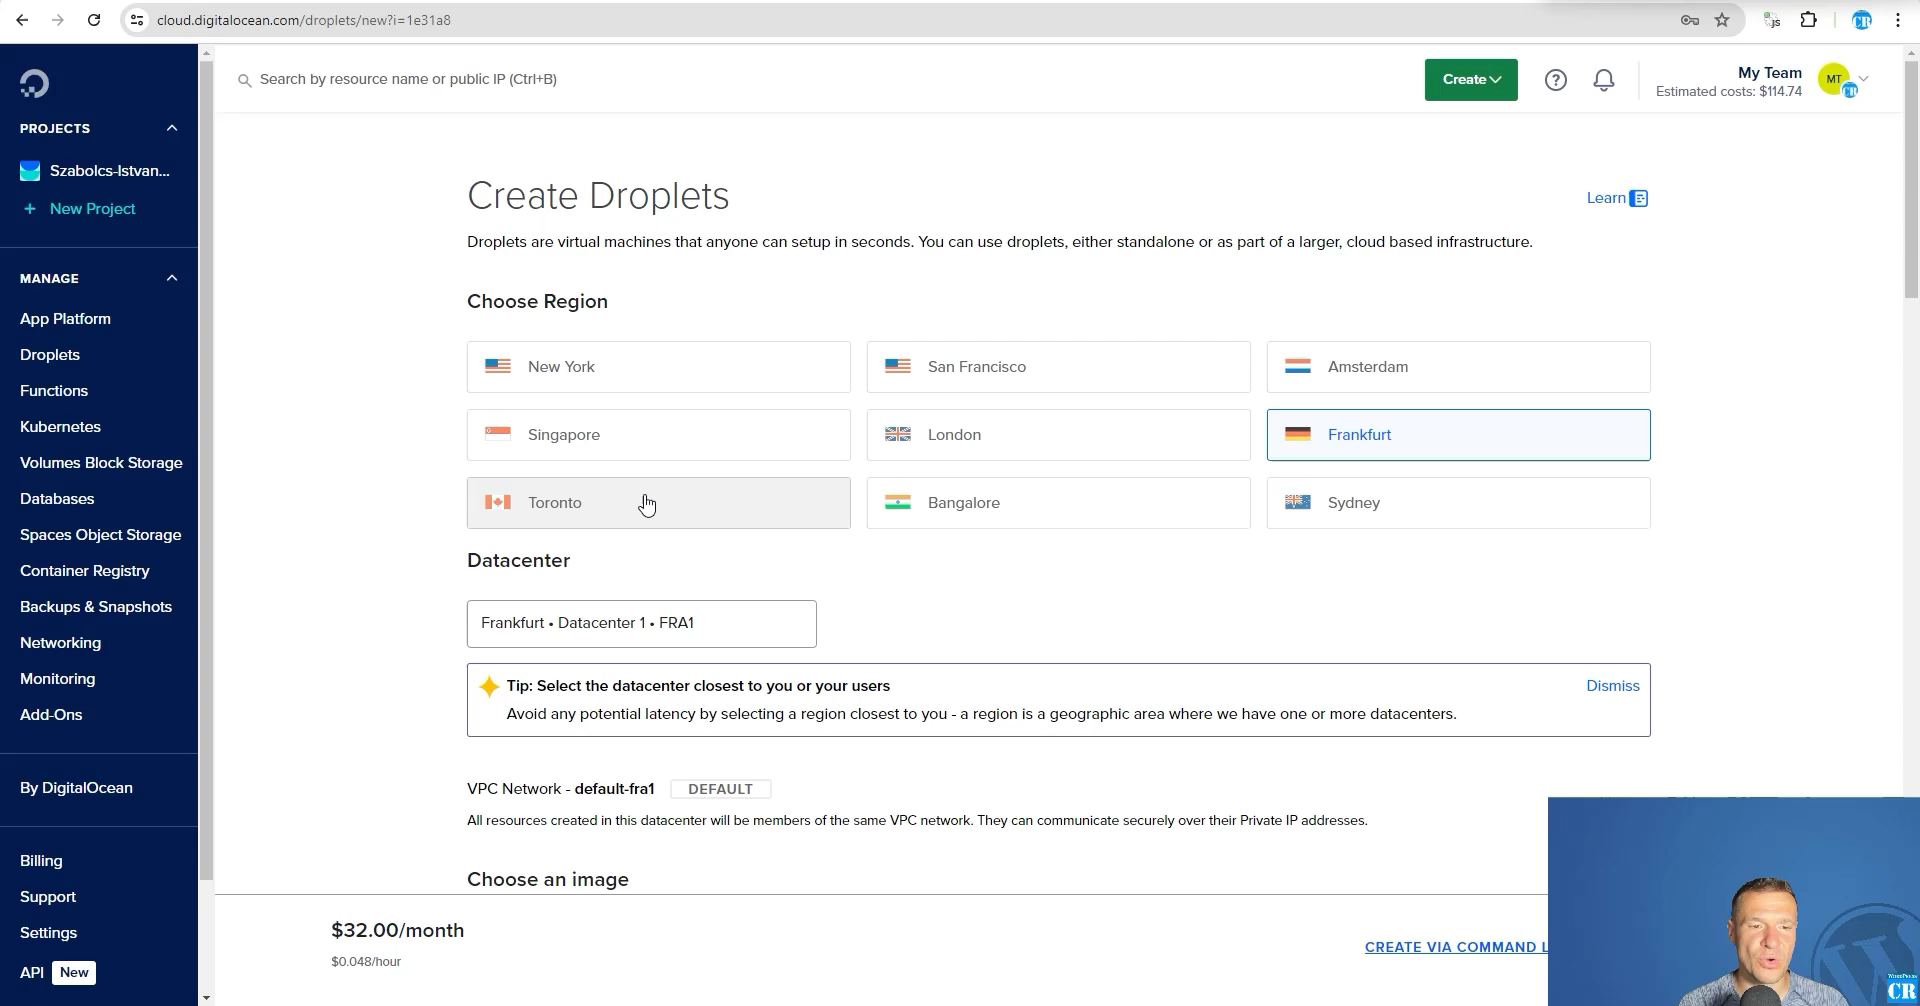 cloud.digitalocean.com/droplets/new?i=1e31a8
js
CR
Search by resource name or public IP (Ctrl+B)
Create
My Team
Estimated costs: $114.74
MT
CR
PROJECTS
Szabolcs-Istvan...
+ New Project
MANAGE
App Platform
Droplets
Functions
Kubernetes
Volumes Block Storage
Databases
Spaces Object Storage
Container Registry
Backups & Snapshots
Networking
Monitoring
Add-Ons
By DigitalOcean
Billing
Support
Settings
API New
Create Droplets
Learn
Droplets are virtual machines that anyone can setup in seconds. You can use droplets, either standalone or as part of a larger, cloud based infrastructure.
Choose Region
New York
San Francisco
Amsterdam
Singapore
London
Frankfurt
Toronto
Bangalore
Sydney
Datacenter
Frankfurt • Datacenter 1 • FRA1
Tip: Select the datacenter closest to you or your users
Dismiss
Avoid any potential latency by selecting a region closest to you - a region is a geographic area where we have one or more datacenters.
VPC Network - default-fra1 DEFAULT
All resources created in this datacenter will be members of the same VPC network. They can communicate securely over their Private IP addresses.
Choose an image
$32.00/month
$0.048/hour
CREATE VIA COMMAND L
WORDPRESS
CR